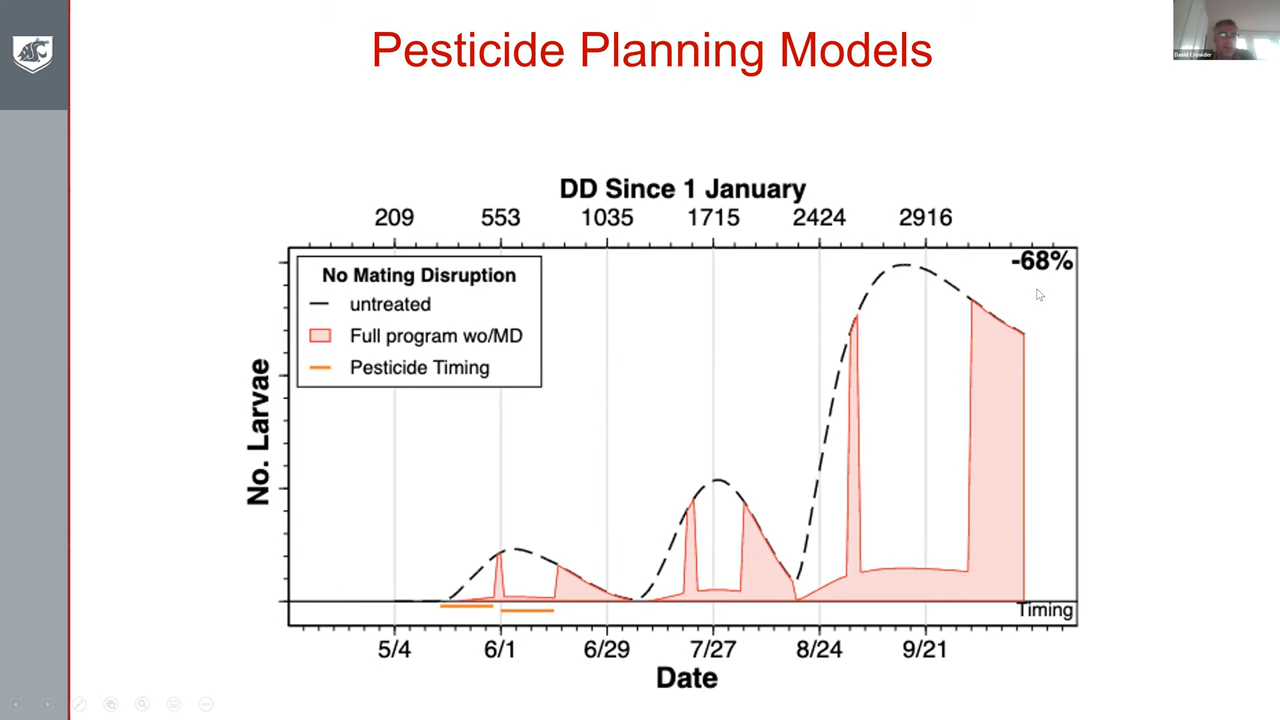 Pesticide Planning Models
David Crowder
DD Since 1 January
209 553 1035 1715 2424 2916
-68%
No Mating Disruption
untreated
Full program wo/MD
Pesticide Timing
No. Larvae
Timing
5/4 6/1 6/29 7/27 8/24 9/21
Date